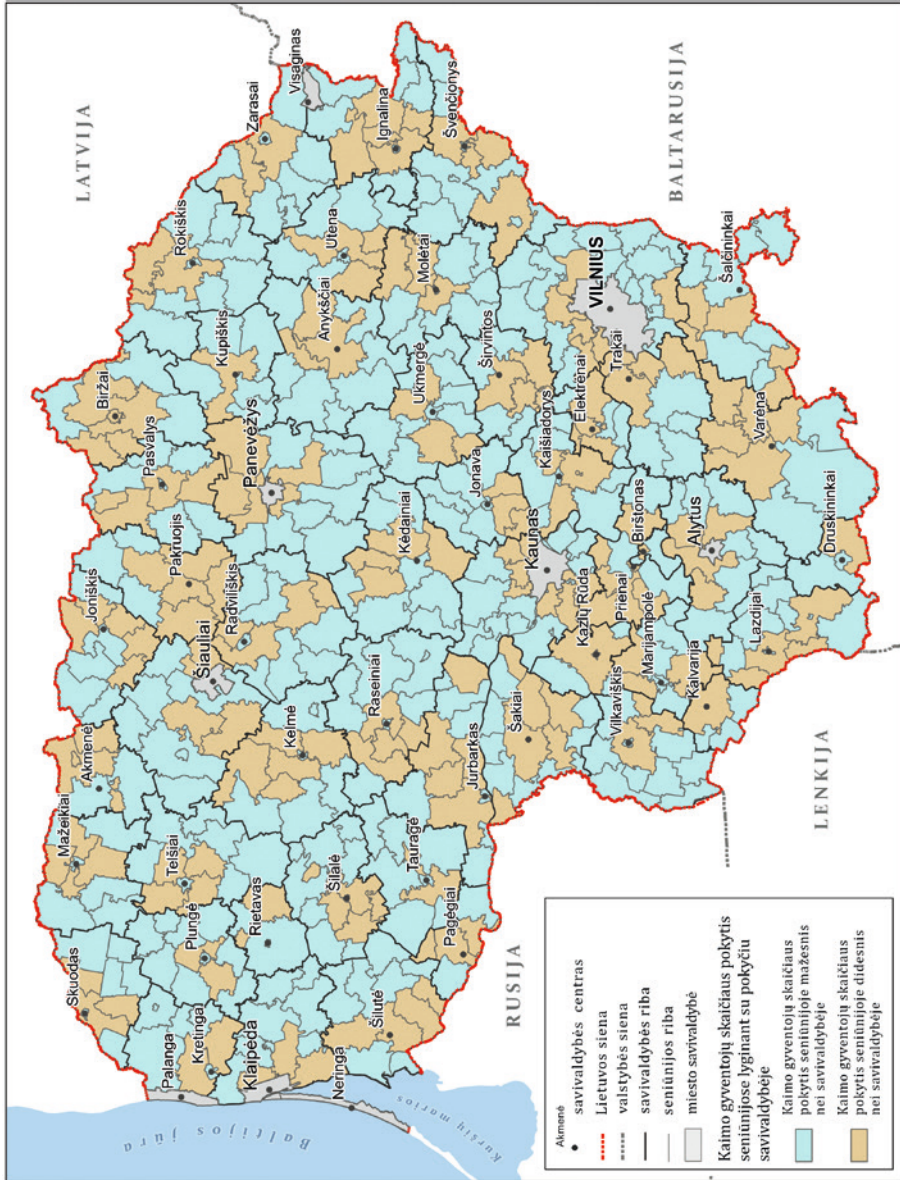 LATVIJA
BALTARUSIJA
LENKIJA
RUSIJA
Baltijos jūra
Kuršių marios
Skuodas
Mažeikiai
Akmenė
Joniškis
Pasvalys
Biržai
Rokiškis
Zarasai
Visaginas
Palanga
Kretinga
Plungė
Telšiai
Šiauliai
Pakruojis
Panevėžys
Kupiškis
Utena
Ignalina
Klaipėda
Rietavas
Kelmė
Radviliškis
Anykščiai
Molėtai
Švenčionys
Neringa
Šilutė
Šilalė
Raseiniai
Kėdainiai
Ukmergė
Širvintos
Pagėgiai
Tauragė
Jurbarkas
Jonava
Kaišiadorys
Elektrėnai
VILNIUS
Šakiai
Kaunas
Kazlų Rūda
Prienai
Birštonas
Trakai
Šalčininkai
Vilkaviškis
Marijampolė
Kalvarija
Alytus
Varėna
Lazdijai
Druskininkai
Akmenė
savivaldybės centras
Lietuvos siena
valstybės siena
savivaldybės riba
seniūnijos riba
miesto savivaldybė
Kaimo gyventojų skaičiaus pokytis
seniūnijose lyginant su pokyčiu
savivaldybėje
Kaimo gyventojų skaičiaus
pokytis seniūnijoje mažesnis
nei savivaldybėje
Kaimo gyventojų skaičiaus
pokytis seniūnijoje didesnis
nei savivaldybėje